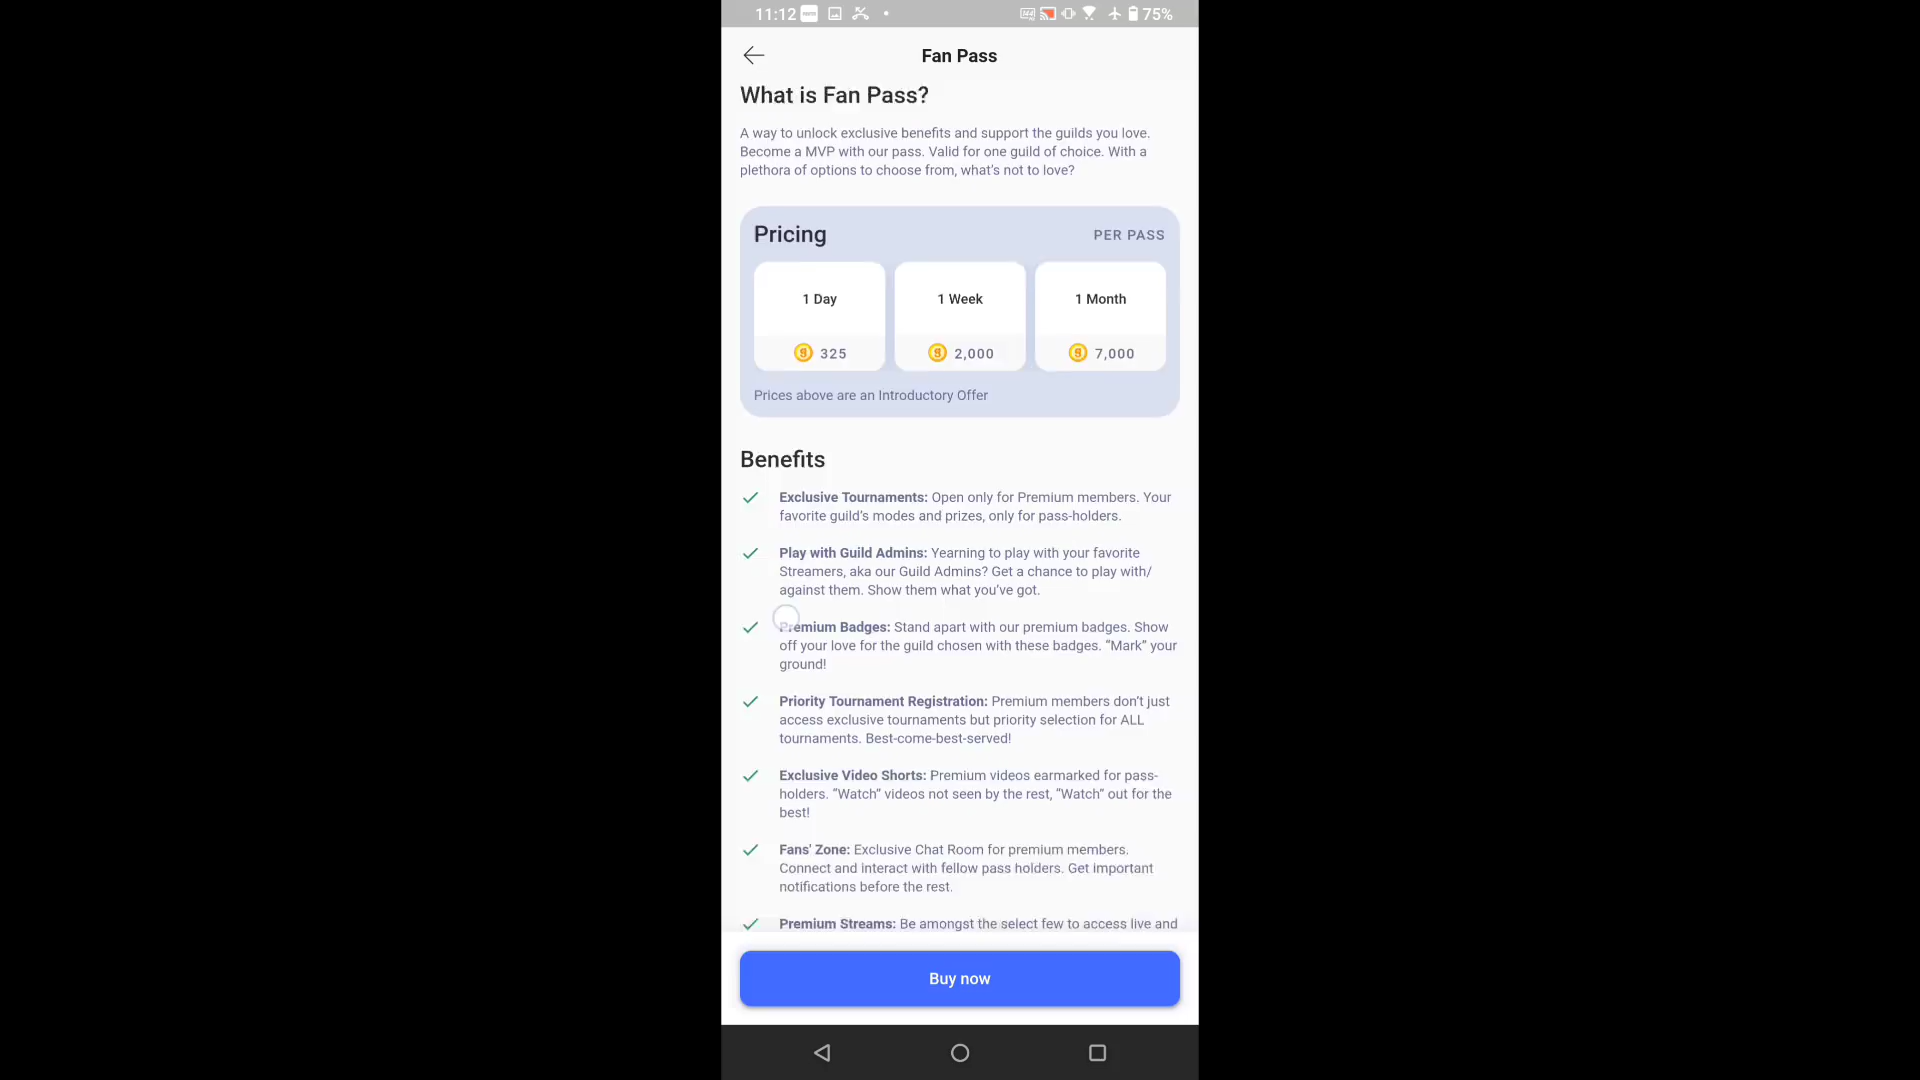 11:12
75%
Fan Pass
What is Fan Pass?
A way to unlock exclusive benefits and support the guilds you love.
Become a MVP with our pass. Valid for one guild of choice. With a
plethora of options to choose from, what's not to love?
Pricing
PER PASS
1 Day
1 Week
1 Month
325
2,000
7,000
Prices above are an Introductory Offer
Benefits
Exclusive Tournaments: Open only for Premium members. Your
favorite guild's modes and prizes, only for pass-holders.
Play with Guild Admins: Yearning to play with your favorite
Streamers, aka our Guild Admins? Get a chance to play with/
against them. Show them what you've got.
Premium Badges: Stand apart with our premium badges. Show
off your love for the guild chosen with these badges. “Mark” your
ground!
Priority Tournament Registration: Premium members don't just
access exclusive tournaments but priority selection for ALL
tournaments. Best-come-best-served!
Exclusive Video Shorts: Premium videos earmarked for pass-
holders. “Watch” videos not seen by the rest, “Watch” out for the
best!
Fans' Zone: Exclusive Chat Room for premium members.
Connect and interact with fellow pass holders. Get important
notifications before the rest.
Premium Streams: Be amongst the select few to access live and
Buy now